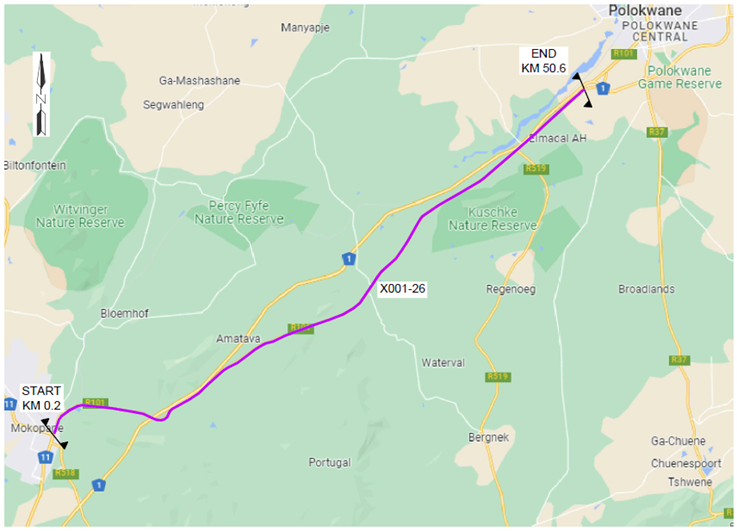 Polokwane
POLOKWANE
CENTRAL
Manyapje
END
KM 50.6
R101
Ga-Mashashane
Polokwane
Game Reserve
1
Segwahleng
N
R37
Elmacal AH
Biltonfontein
R519
Percy Fyfe
Nature Reserve
Witvinger
Nature Reserve
Kuschke
Nature Reserve
1
X001-26
Regenoeg
Broadlands
Bloemhof
Amatava
R37
Waterval
R519
START
KM 0.2
11
R101
Mokopane
Bergnek
Ga-Chuene
11
Portugal
Chuenespoort
R518
1
Tshwene